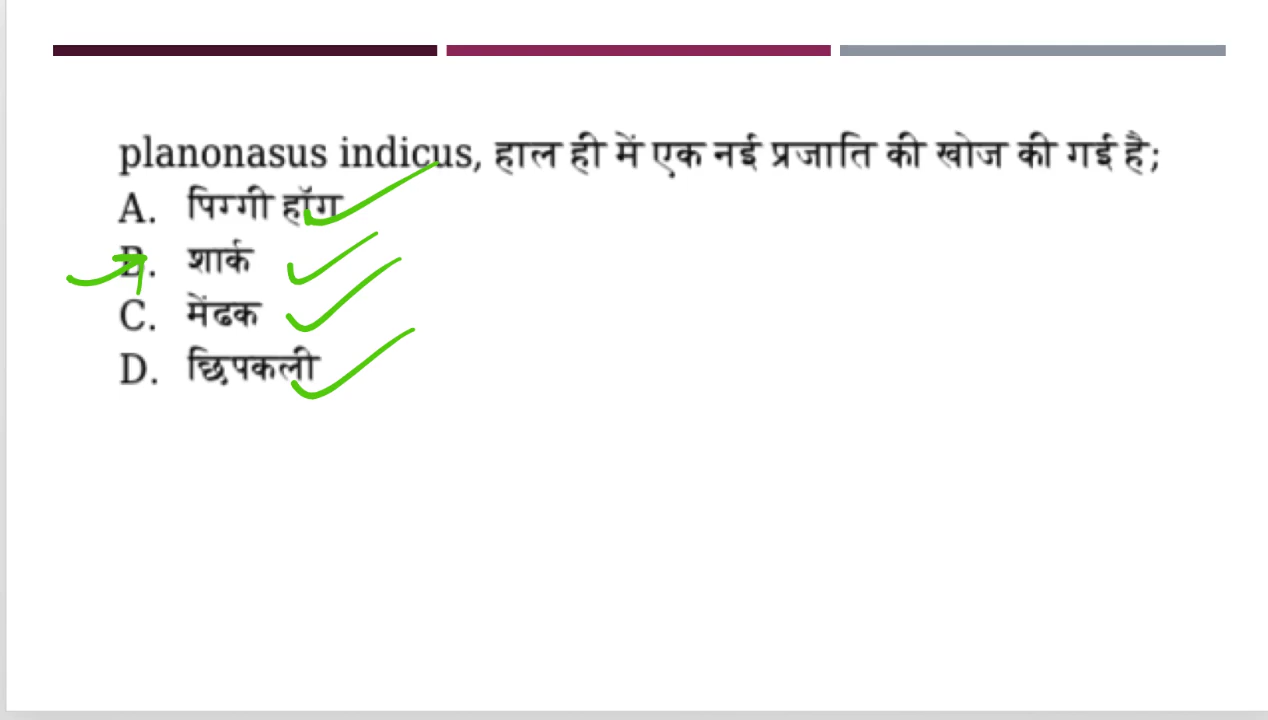 planonasus indicus, हाल ही में एक नई प्रजाति की खोज की गई है;
A. पिग्गी हॉग
B. शार्क
C. मेंढक
D. छिपकली